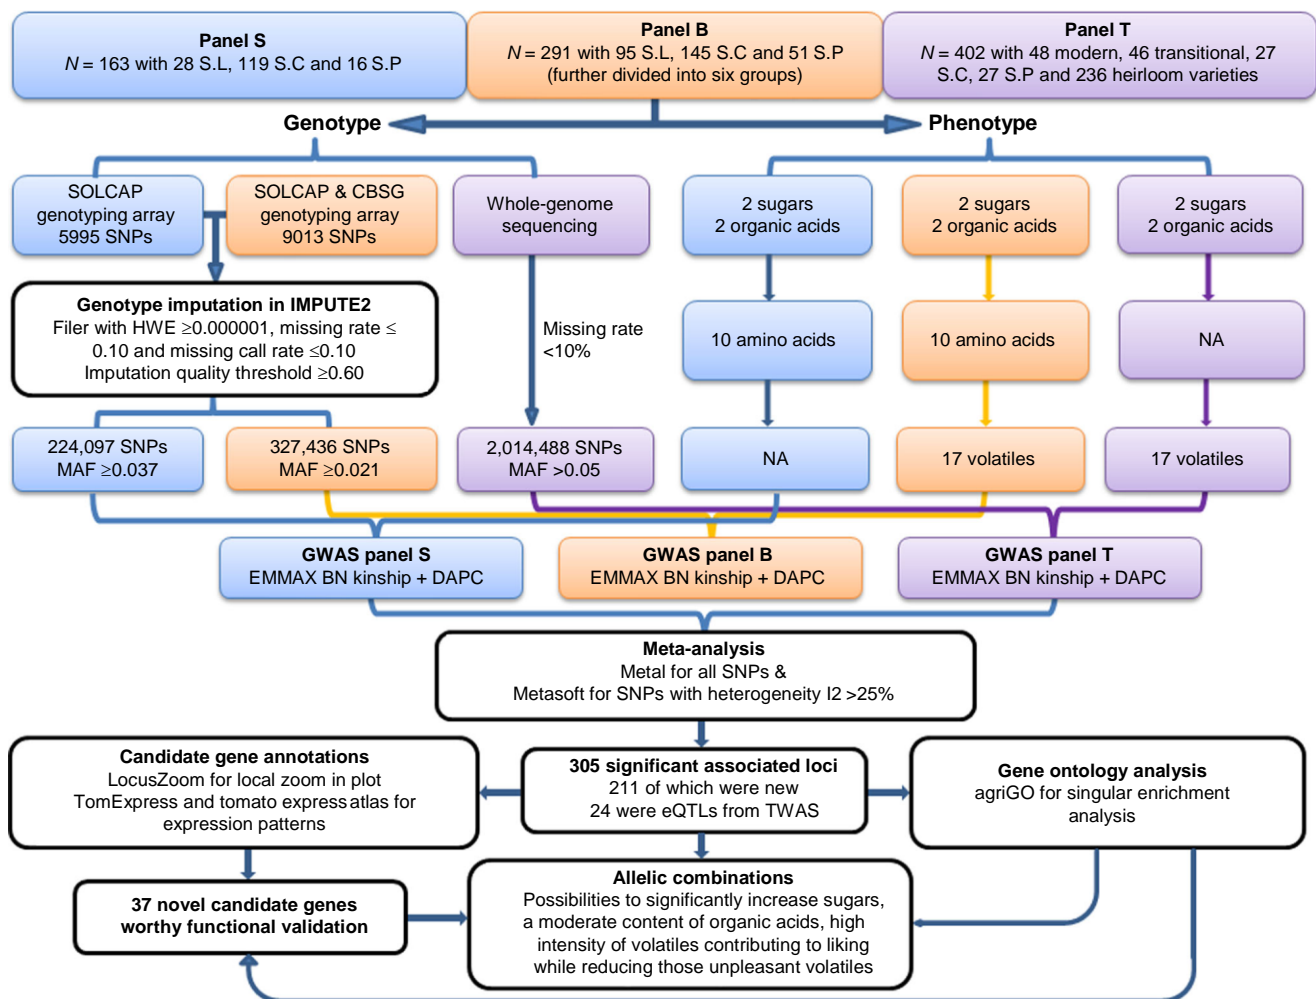 Panel S
N = 163 with 28 S.L, 119 S.C and 16 S.P
Panel B
N = 291 with 95 S.L, 145 S.C and 51 S.P
(further divided into six groups)
Panel T
N = 402 with 48 modern, 46 transitional, 27
S.C, 27 S.P and 236 heirloom varieties
Genotype
Phenotype
SOLCAP
genotyping array
5995 SNPs
SOLCAP & CBSG
genotyping array
9013 SNPs
Whole-genome
sequencing
2 sugars
2 organic acids
2 sugars
2 organic acids
2 sugars
2 organic acids
Genotype imputation in IMPUTE2
Filer with HWE ≥0.000001, missing rate ≤
0.10 and missing call rate ≤0.10
Imputation quality threshold ≥0.60
Missing rate
<10%
10 amino acids
10 amino acids
NA
224,097 SNPs
MAF ≥0.037
327,436 SNPs
MAF ≥0.021
2,014,488 SNPs
MAF >0.05
NA
17 volatiles
17 volatiles
GWAS panel S
EMMAX BN kinship + DAPC
GWAS panel B
EMMAX BN kinship + DAPC
GWAS panel T
EMMAX BN kinship + DAPC
Meta-analysis
Metal for all SNPs &
Metasoft for SNPs with heterogeneity I2 >25%
Candidate gene annotations
LocusZoom for local zoom in plot
TomExpress and tomato express atlas for
expression patterns
305 significant associated loci
211 of which were new
24 were eQTLs from TWAS
Gene ontology analysis
agriGO for singular enrichment
analysis
37 novel candidate genes
worthy functional validation
Allelic combinations
Possibilities to significantly increase sugars,
a moderate content of organic acids, high
intensity of volatiles contributing to liking
while reducing those unpleasant volatiles